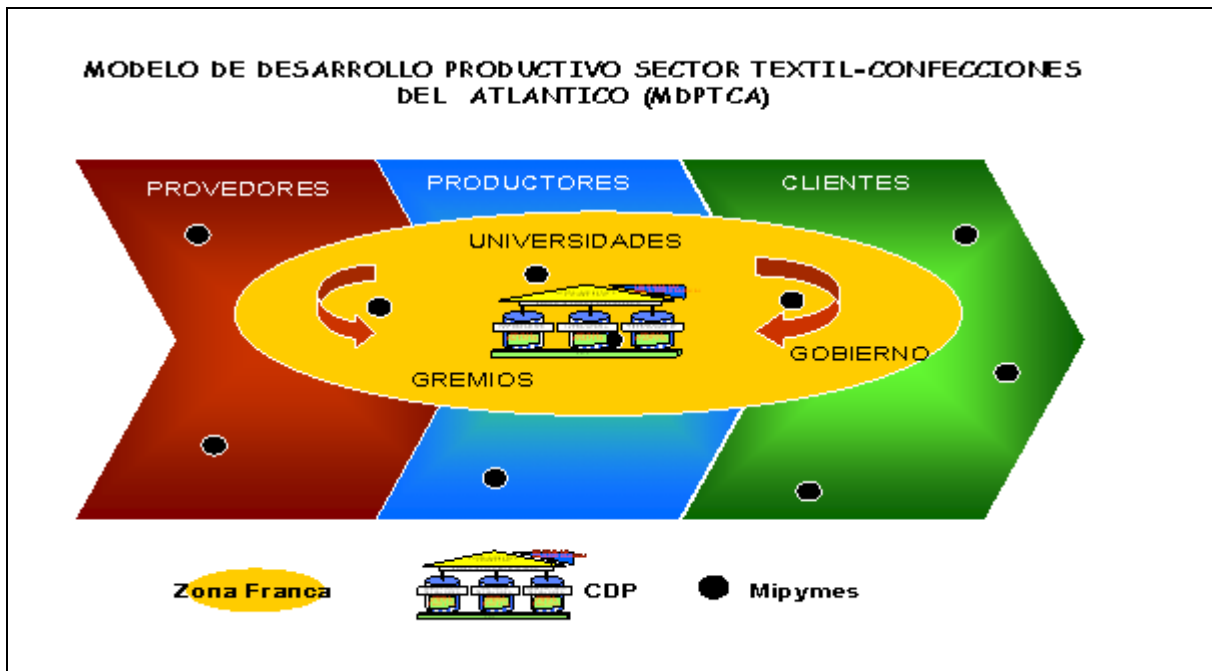 MODELO DE DESARROLLO PRODUCTIVO SECTOR TEXTIL-CONFECCIONES
DEL ATLANTICO (MDPTCA)
PROVEDORES
PRODUCTORES
CLIENTES
UNIVERSIDADES
GOBIERNO
GREMIOS
Zona Franca
CDP
Mipymes